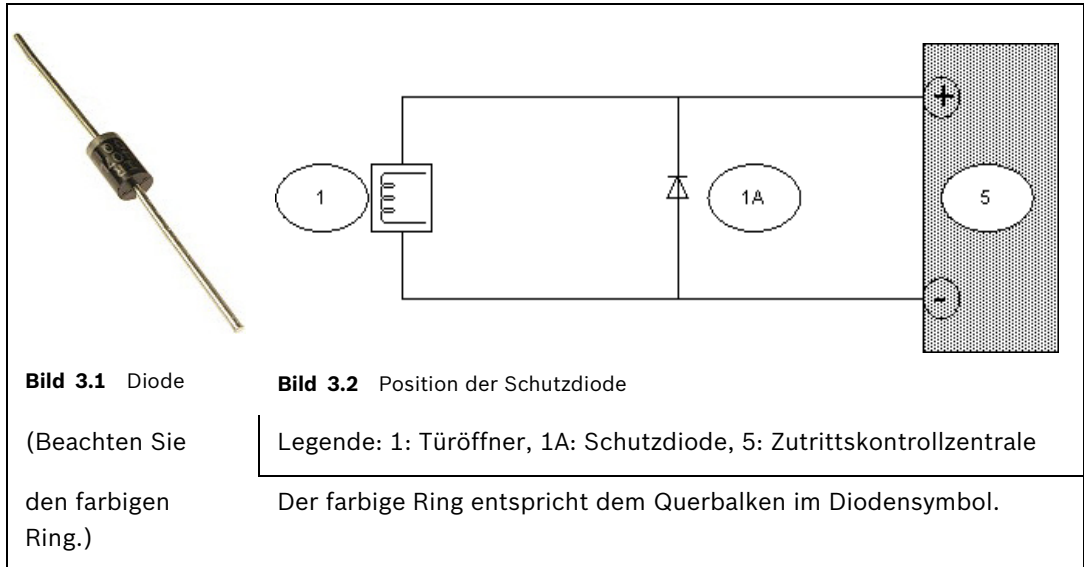 1
1A
+
5
-
Bild 3.1 Diode
Bild 3.2 Position der Schutzdiode
(Beachten Sie
den farbigen
Ring.)
Legende: 1: Türöffner, 1A: Schutzdiode, 5: Zutrittskontrollzentrale
Der farbige Ring entspricht dem Querbalken im Diodensymbol.